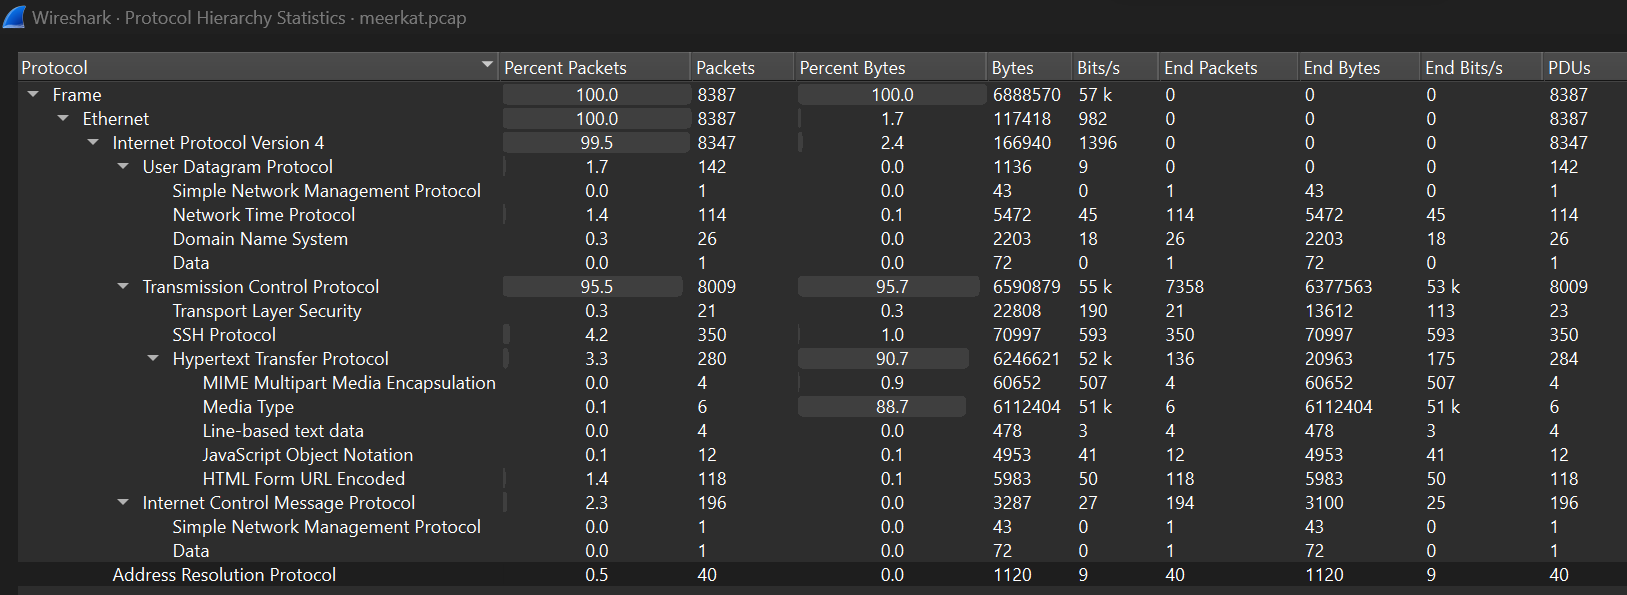 Wireshark · Protocol Hierarchy Statistics · meerkat.pcap
Protocol Percent Packets Packets Percent Bytes Bytes Bits/s End Packets End Bytes End Bits/s PDUs
Frame 100.0 8387 100.0 6888570 57 k 0 0 0 8387
Ethernet 100.0 8387 1.7 117418 982 0 0 0 8387
Internet Protocol Version 4 99.5 8347 2.4 166940 1396 0 0 0 8347
User Datagram Protocol 1.7 142 0.0 1136 9 0 0 0 142
Simple Network Management Protocol 0.0 1 0.0 43 0 1 43 0 1
Network Time Protocol 1.4 114 0.1 5472 45 114 5472 45 114
Domain Name System 0.3 26 0.0 2203 18 26 2203 18 26
Data 0.0 1 0.0 72 0 1 72 0 1
Transmission Control Protocol 95.5 8009 95.7 6590879 55 k 7358 6377563 53 k 8009
Transport Layer Security 0.3 21 0.3 22808 190 21 13612 113 23
SSH Protocol 4.2 350 1.0 70997 593 350 70997 593 350
Hypertext Transfer Protocol 3.3 280 90.7 6246621 52 k 136 20963 175 284
MIME Multipart Media Encapsulation 0.0 4 0.9 60652 507 4 60652 507 4
Media Type 0.1 6 88.7 6112404 51 k 6 6112404 51 k 6
Line-based text data 0.0 4 0.0 478 3 4 478 3 4
JavaScript Object Notation 0.1 12 0.1 4953 41 12 4953 41 12
HTML Form URL Encoded 1.4 118 0.1 5983 50 118 5983 50 118
Internet Control Message Protocol 2.3 196 0.0 3287 27 194 3100 25 196
Simple Network Management Protocol 0.0 1 0.0 43 0 1 43 0 1
Data 0.0 1 0.0 72 0 1 72 0 1
Address Resolution Protocol 0.5 40 0.0 1120 9 40 1120 9 40